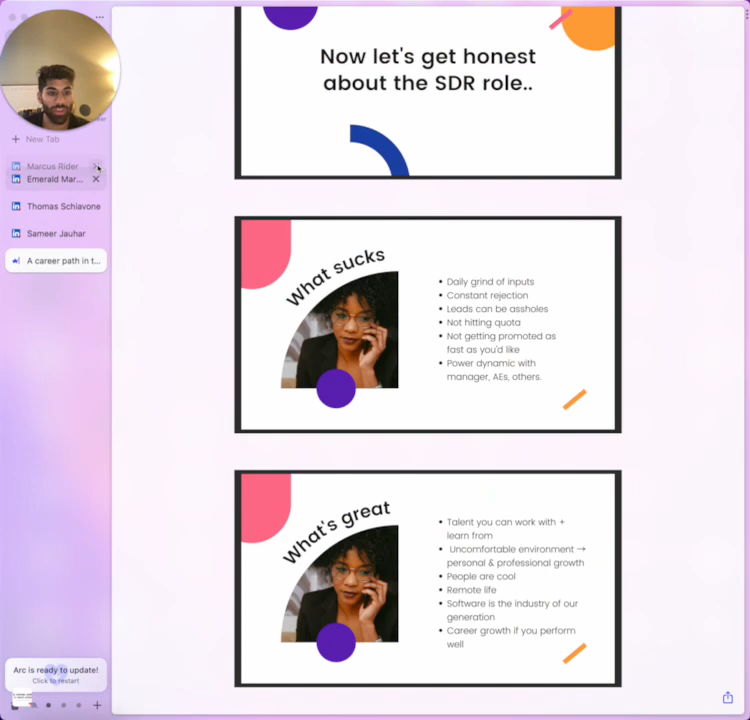 New Tab
Marcus Rider
Emerald Mar...
Thomas Schiavone
Sameer Jauhar
A career path in t...
Now let's get honest
about the SDR role..
What sucks
• Daily grind of inputs
• Constant rejection
• Leads can be assholes
• Not hitting quota
• Not getting promoted as
fast as you'd like
• Power dynamic with
manager, AEs, others.
What's great
• Talent you can work with +
learn from
• Uncomfortable environment →
personal & professional growth
• People are cool
• Remote life
• Software is the industry of our
generation
• Career growth if you perform
well
Arc is ready to update!
Click to restart